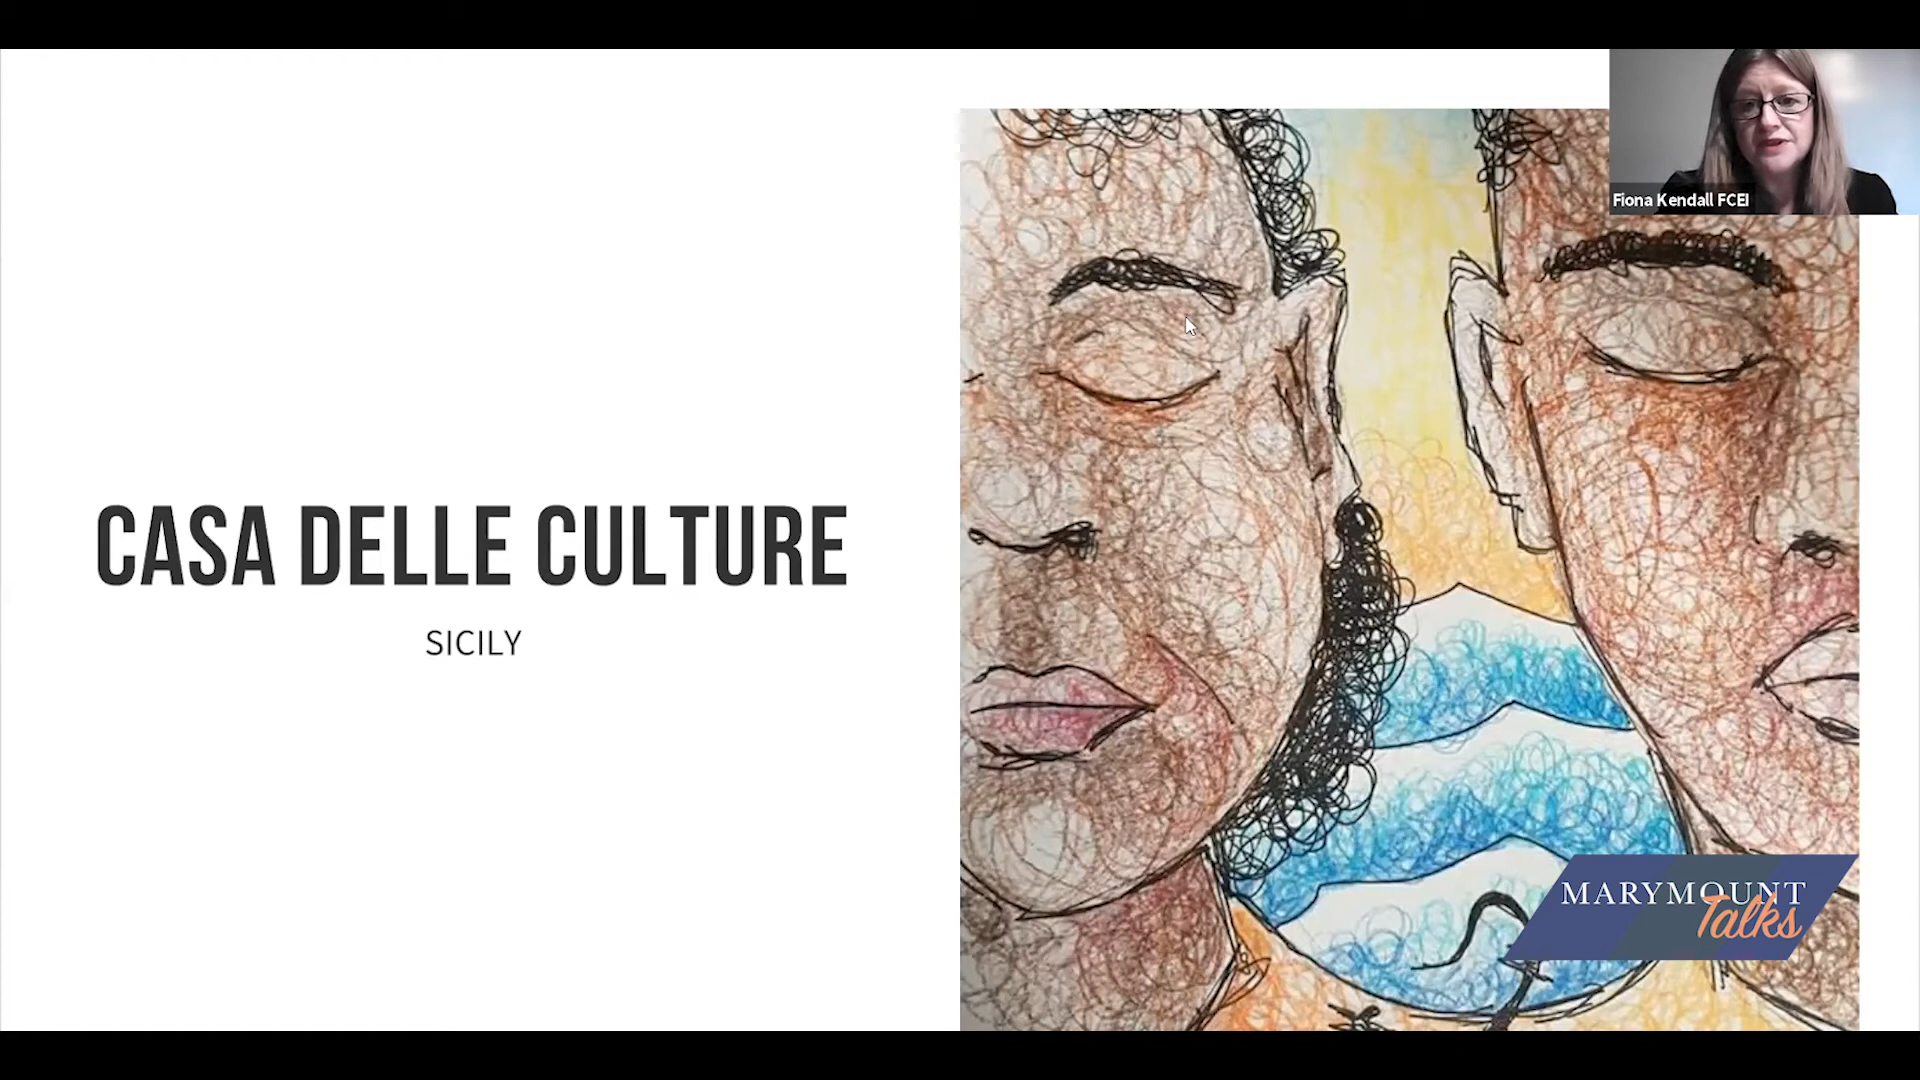 Fiona Kendall FCEI
CASA DELLE CULTURE
SICILY
MARYMOUNT
Talks